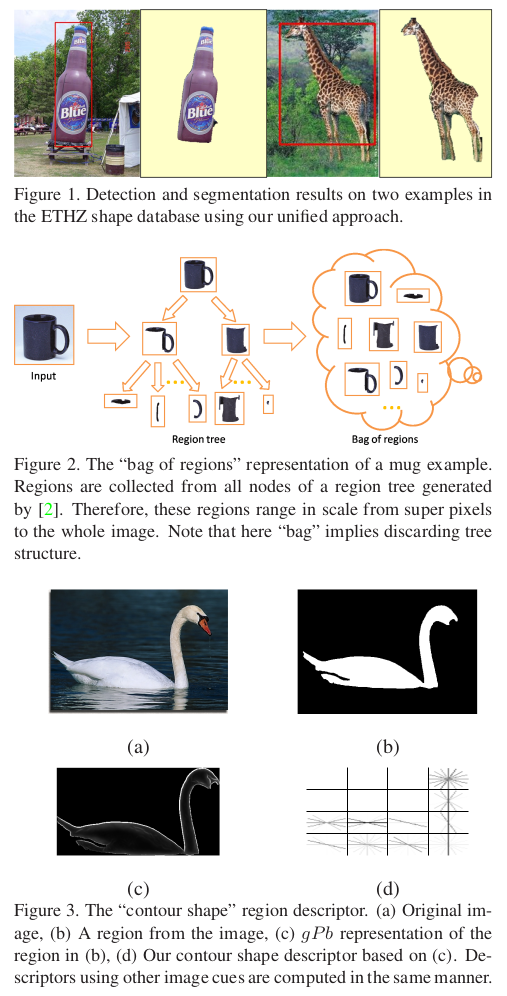 Blue
Blue
Figure 1. Detection and segmentation results on two examples in
the ETHZ shape database using our unified approach.
Input
Region tree
Bag of regions
Figure 2. The “bag of regions” representation of a mug example.
Regions are collected from all nodes of a region tree generated
by [2]. Therefore, these regions range in scale from super pixels
to the whole image. Note that here “bag” implies discarding tree
structure.
(a)
(b)
(c)
(d)
Figure 3. The “contour shape” region descriptor. (a) Original im-
age, (b) A region from the image, (c) gPb representation of the
region in (b), (d) Our contour shape descriptor based on (c). De-
scriptors using other image cues are computed in the same manner.